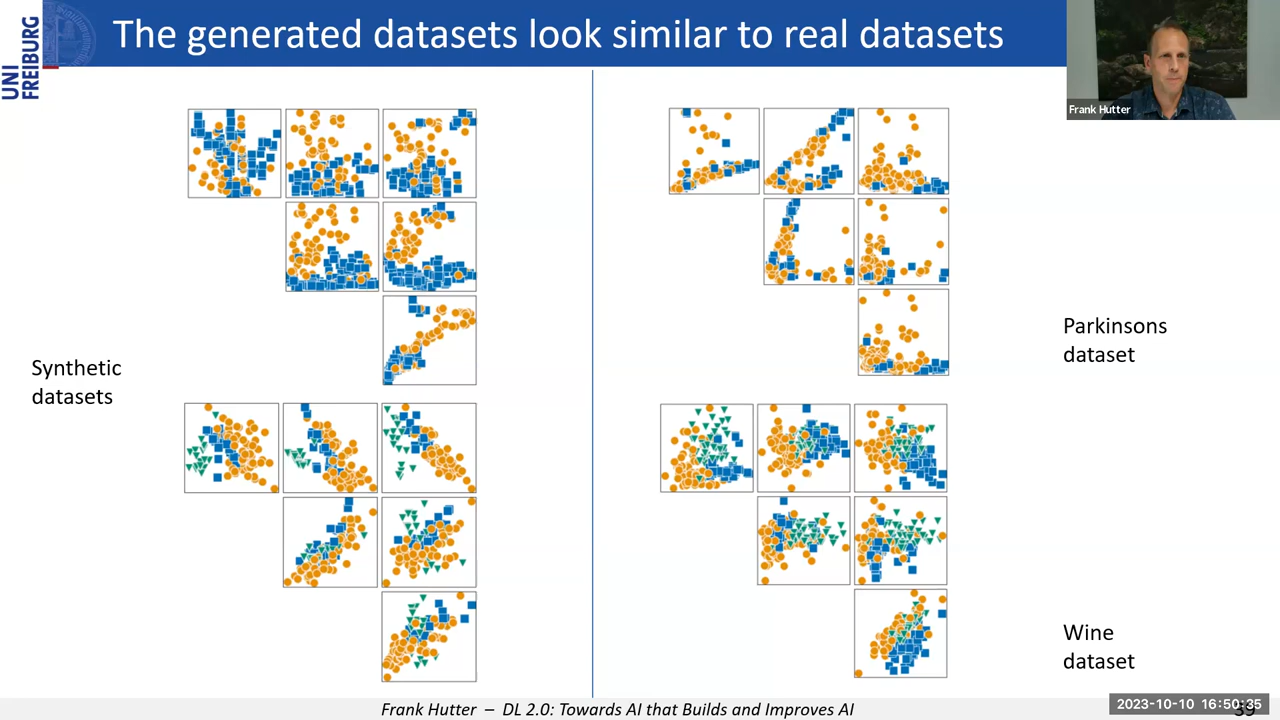 The generated datasets look similar to real datasets
UNI
FREIBURG
Frank Hutter
Synthetic
datasets
Parkinsons
dataset
Wine
dataset
Frank Hutter – DL 2.0: Towards AI that Builds and Improves AI
2023-10-10 16:50:35